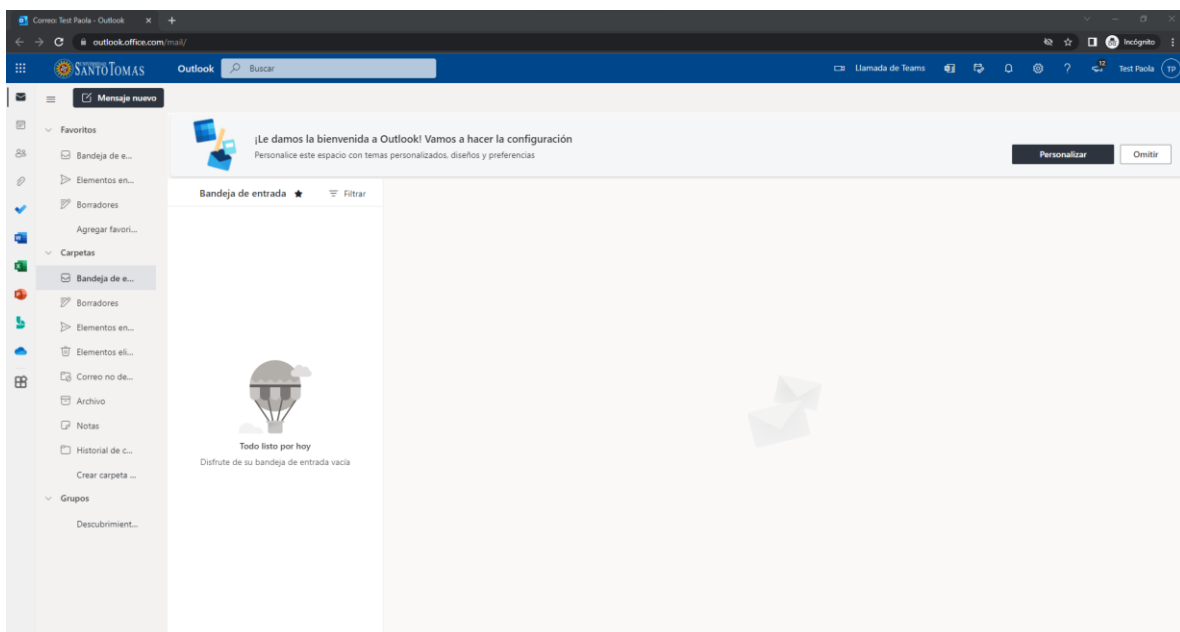 Correo: Test Paola - Outlook
outlook.office.com/mail/
Incógnito
UNIVERSIDAD
SANTO TOMAS
Outlook
Buscar
Llamada de Teams
12
Test Paola
TP
Mensaje nuevo
Favoritos
Bandeja de e...
Elementos en...
Borradores
Agregar favori...
Carpetas
Bandeja de e...
Borradores
Elementos en...
Elementos eli...
Correo no de...
Archivo
Notas
Historial de c...
Crear carpeta ...
Grupos
Descubrimient...
¡Le damos la bienvenida a Outlook! Vamos a hacer la configuración
Personalice este espacio con temas personalizados, diseños y preferencias
Personalizar
Omitir
Bandeja de entrada
Filtrar
Todo listo por hoy
Disfrute de su bandeja de entrada vacía